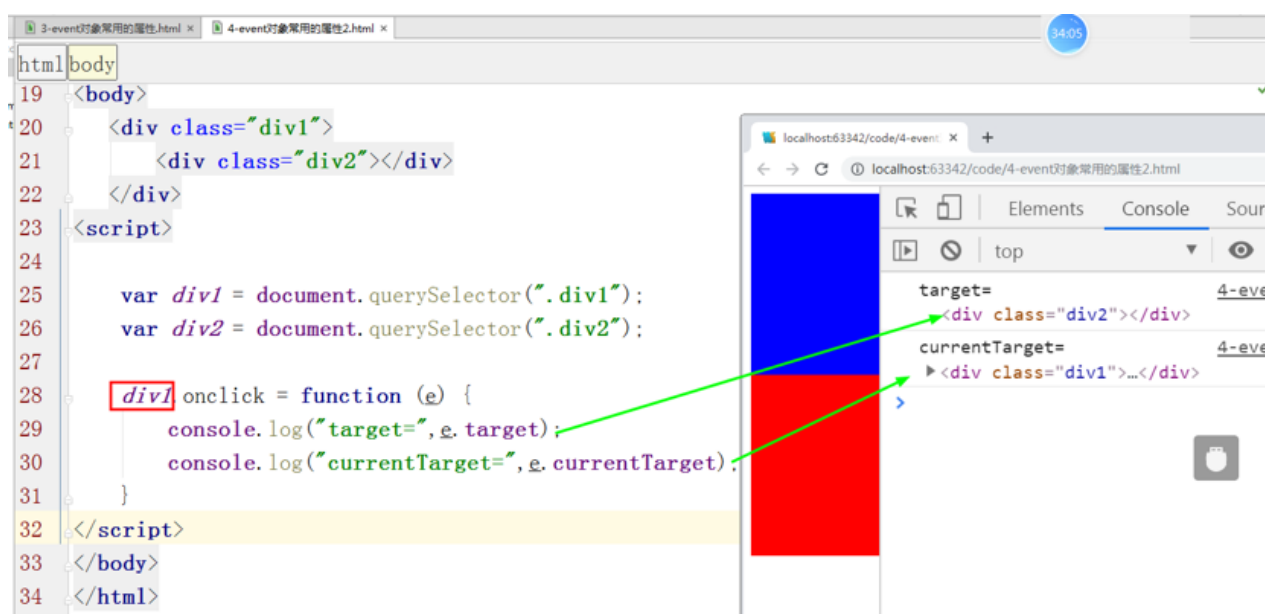 3-event对象常用的属性.html ×
4-event对象常用的属性2.html ×
34:05
html body
19 <body>
20 <div class="div1">
21 <div class="div2"></div>
22 </div>
23 <script>
24
25 var div1 = document.querySelector(".div1");
26 var div2 = document.querySelector(".div2");
27
28 div1.onclick = function (e) {
29 console.log("target=",e.target);
30 console.log("currentTarget=",e.currentTarget);
31 }
32 </script>
33 </body>
34 </html>
localhost:63342/code/4-event × +
localhost:63342/code/4-event对象常用的属性2.html
Elements Console Sour
top
target= 4-eve
<div class="div2"></div>
currentTarget= 4-eve
<div class="div1">…</div>